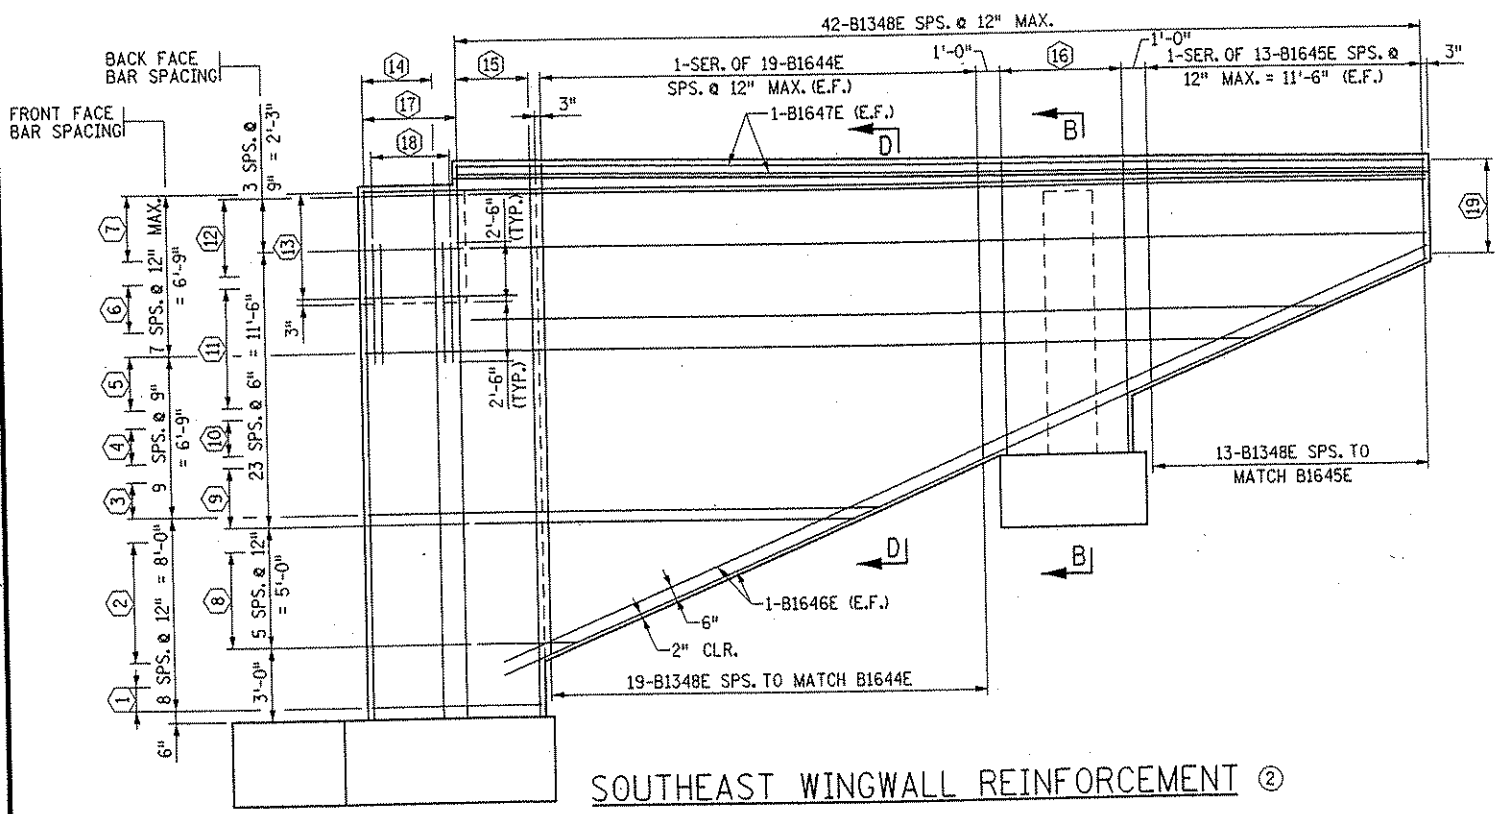 42-B1348E SPS. @ 12" MAX.
BACK FACE
BAR SPACING
FRONT FACE
BAR SPACING
14
15
1-SER. OF 19-B1644E
SPS. @ 12" MAX. (E.F.)
1'-0"
16
1'-0"
1-SER. OF 13-B1645E SPS. @
12" MAX. = 11'-6" (E.F.)
3"
17
18
3"
1-B1647E (E.F.)
D
B
3 SPS. @
9" = 2'-3"
7
6
5
4
3
2
1
7 SPS. @ 12" MAX.
= 6'-9"
9 SPS. @ 9"
= 6'-9"
8 SPS. @ 12" = 8'-0"
6"
12
11
10
9
8
23 SPS. @ 6" = 11'-6"
5 SPS. @ 12"
= 5'-0"
3'-0"
13
3"
2'-6"
(TYP.)
2'-6"
(TYP.)
19
13-B1348E SPS. TO
MATCH B1645E
D
B
1-B1646E (E.F.)
6"
2" CLR.
19-B1348E SPS. TO MATCH B1644E
SOUTHEAST WINGWALL REINFORCEMENT 2